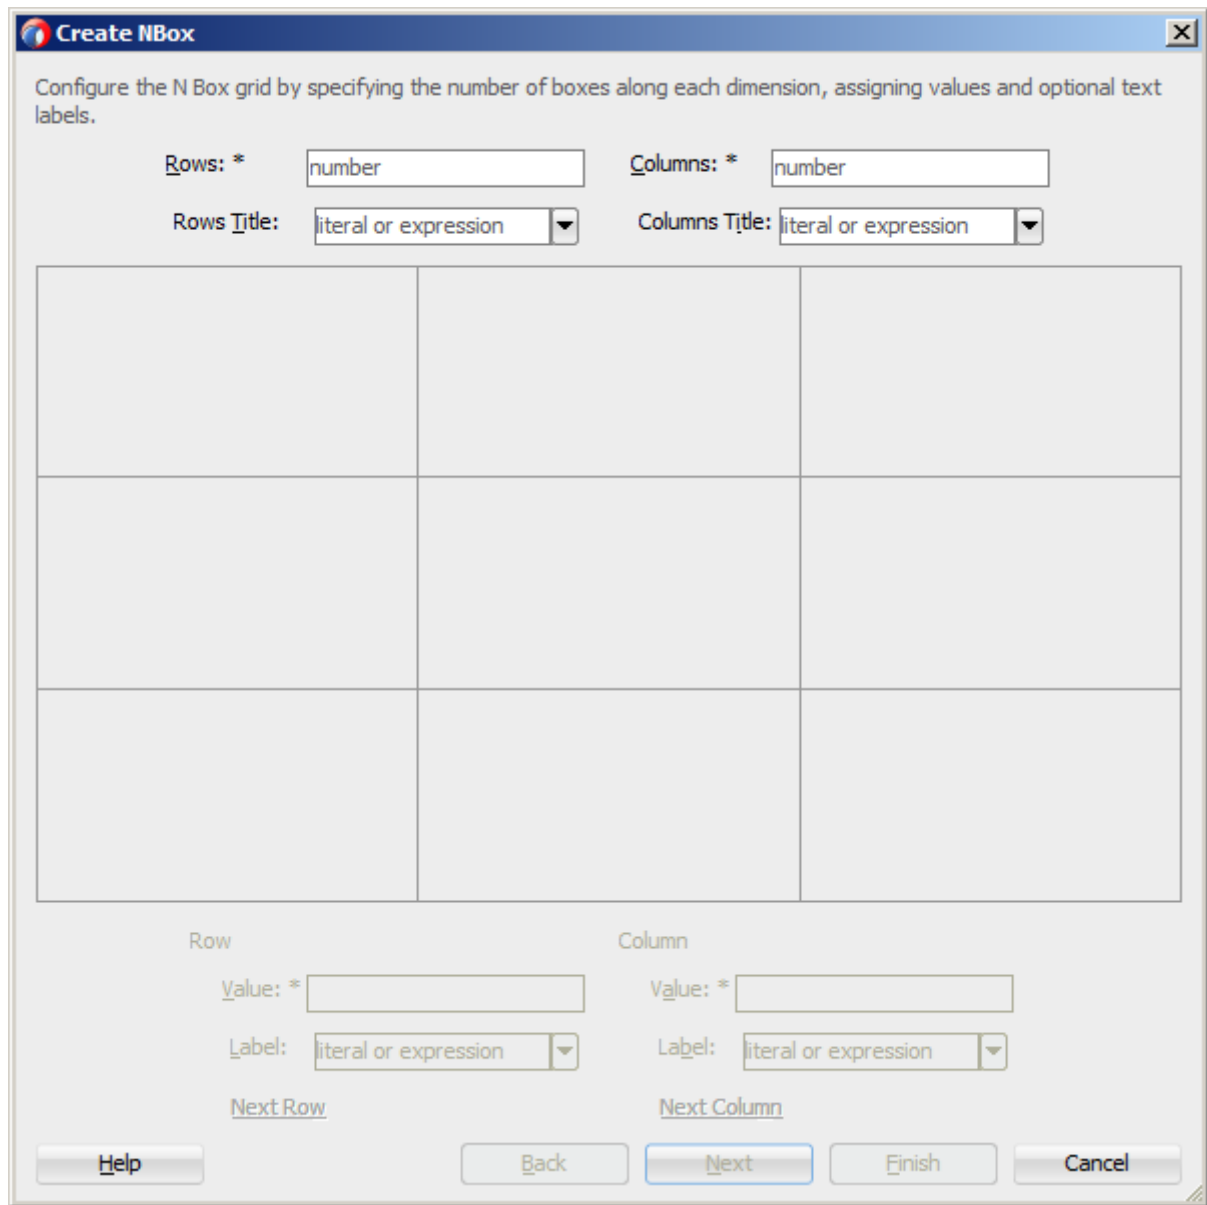 Create NBox
Configure the N Box grid by specifying the number of boxes along each dimension, assigning values and optional text
labels.
Rows: * number Columns: * number
Rows Title: literal or expression Columns Title: literal or expression
Row Column
Value: * Value: *
Label: literal or expression Label: literal or expression
Next Row Next Column
Help Back Next Finish Cancel